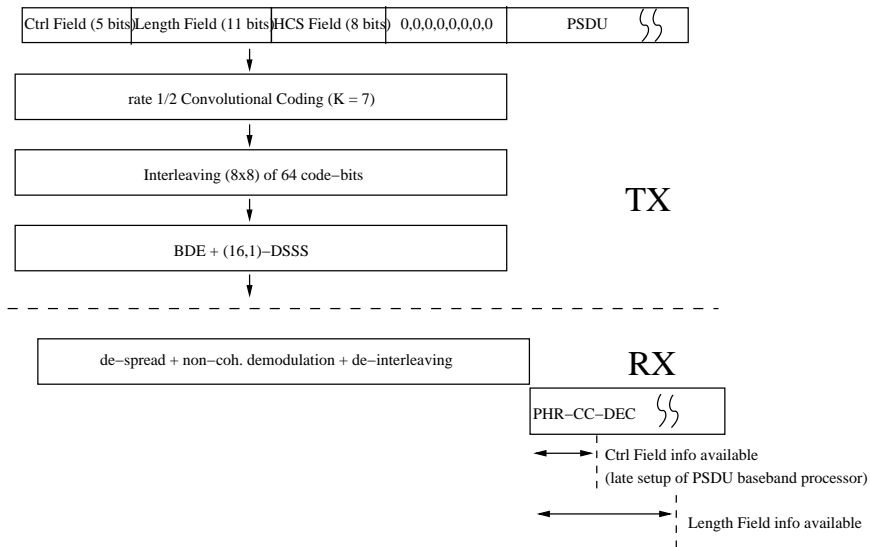 Ctrl Field (5 bits) Length Field (11 bits) HCS Field (8 bits) 0,0,0,0,0,0,0,0 PSDU
rate 1/2 Convolutional Coding (K = 7)
Interleaving (8x8) of 64 code−bits
TX
BDE + (16,1)−DSSS
de−spread + non−coh. demodulation + de−interleaving
RX
PHR−CC−DEC
Ctrl Field info available
(late setup of PSDU baseband processor)
Length Field info available